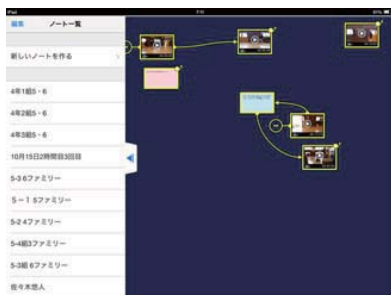 iPad
7:11
編集
ノート一覧
新しいノートを作る
4年1組5-6
4年2組5-6
4年3組5-6
10月15日2時間目3回目
5-3 6ファミリー
5-1 5ファミリー
5-2 4ファミリー
5-4組3ファミリー
5-3組 6ファミリー
佐々木悠人